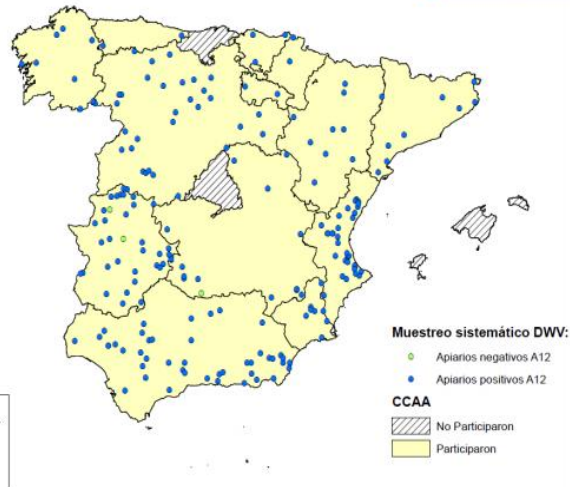 Muestreo sistemático DWV:
Apiarios negativos A12
Apiarios positivos A12
CCAA
No Participaron
Participaron